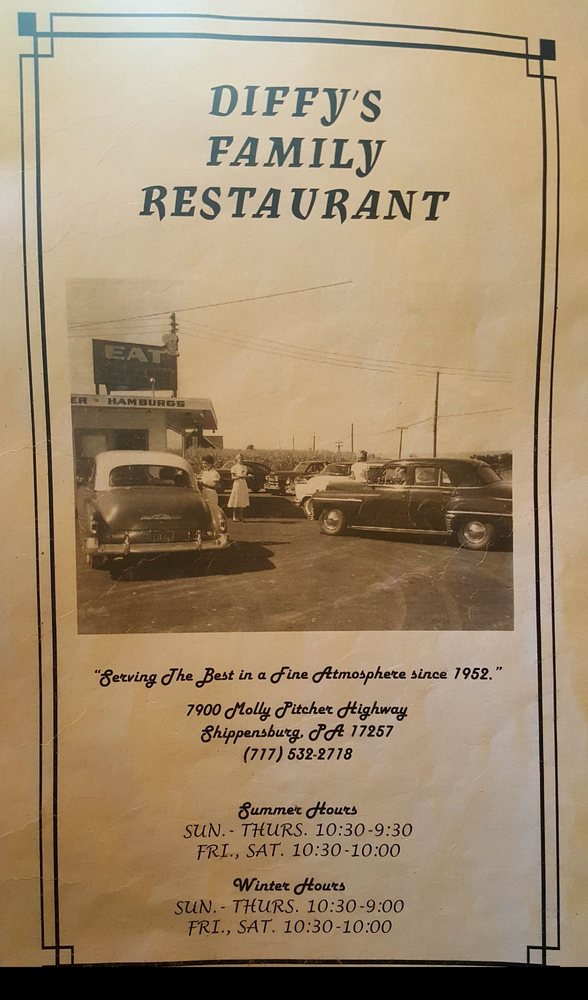 DIFFY'S
FAMILY
RESTAURANT
EAT
ER HAMBURGS
"Serving The Best in a Fine Atmosphere since 1952."
7900 Molly Pitcher Highway
Shippensburg, PA 17257
(717) 532-2718
Summer Hours
SUN.- THURS. 10:30-9:30
FRI., SAT. 10:30-10:00
Winter Hours
SUN.- THURS. 10:30-9:00
FRI., SAT. 10:30-10:00